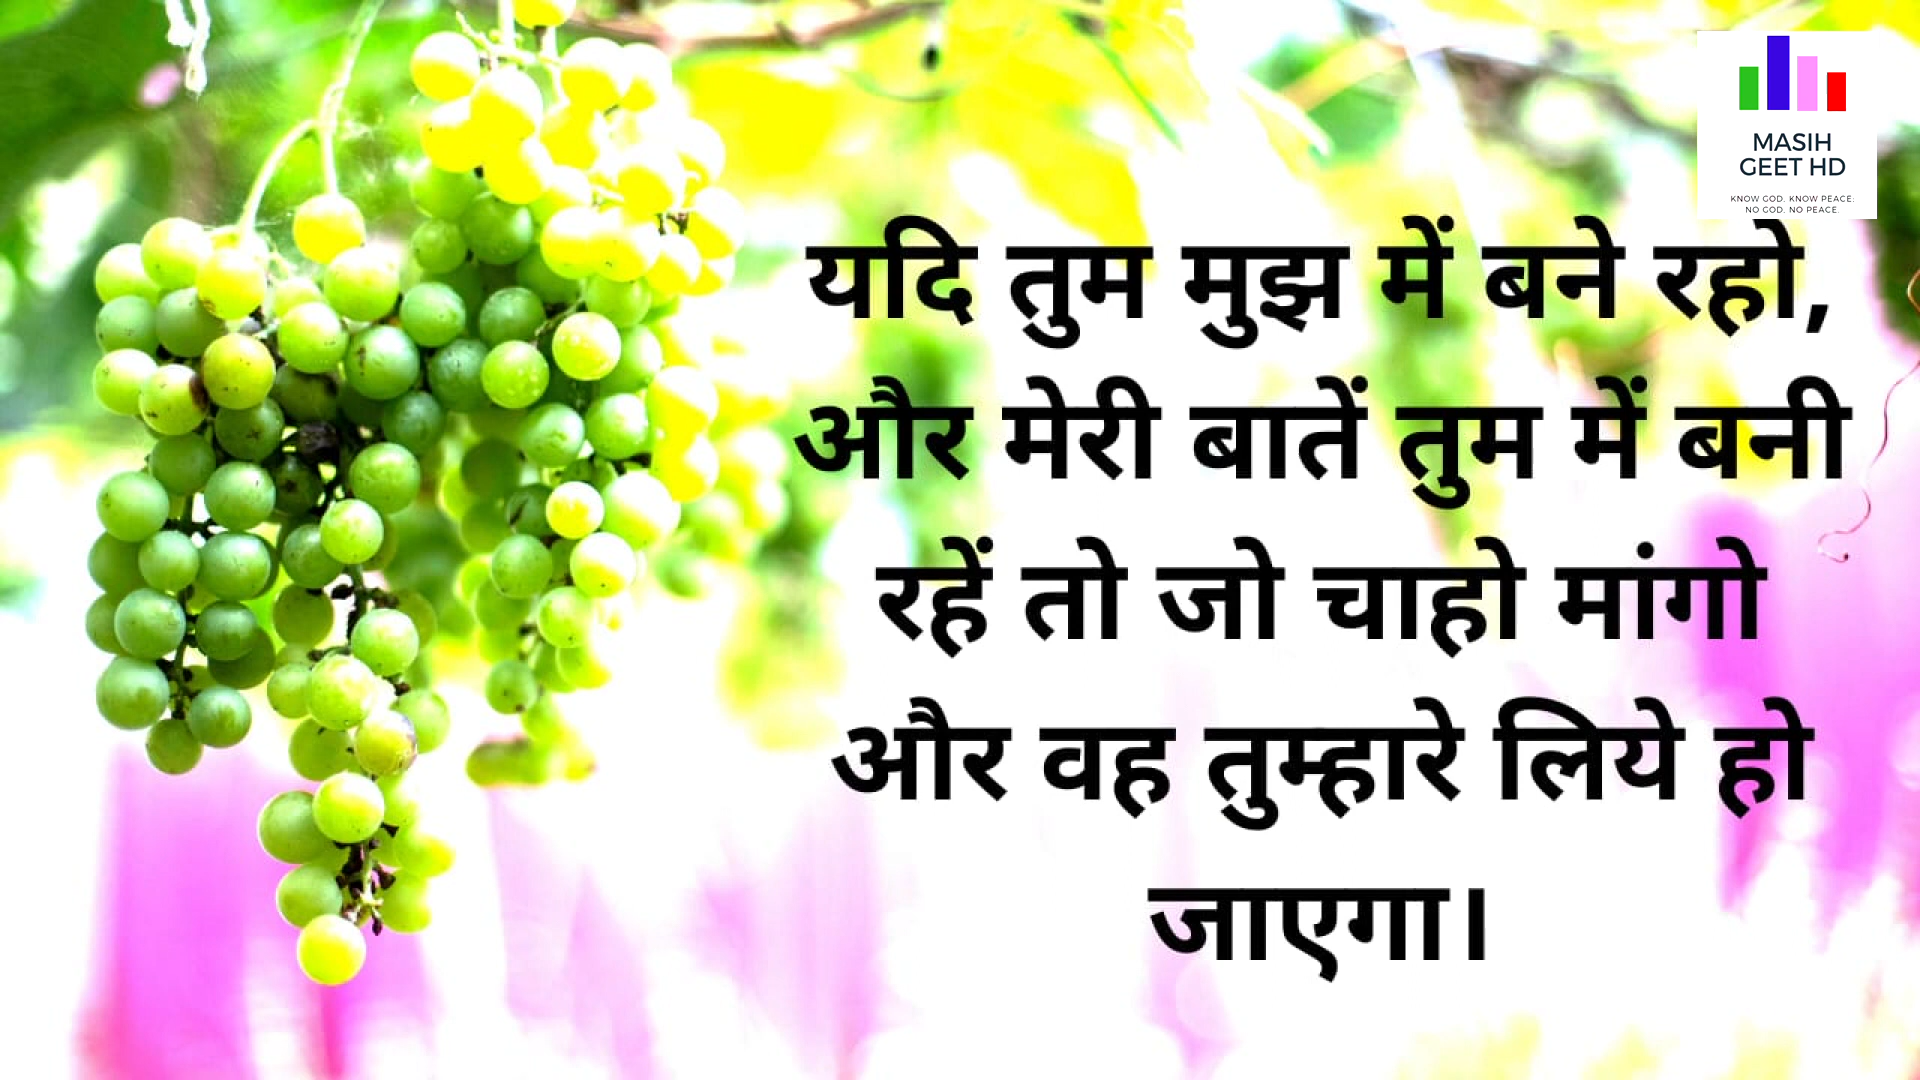 MASIH
GEET HD
KNOW GOD. KNOW PEACE:
NO GOD. NO PEACE.
यदि तुम मुझ में बने रहो,
और मेरी बातें तुम में बनी
रहें तो जो चाहो मांगो
और वह तुम्हारे लिये हो
जाएगा।